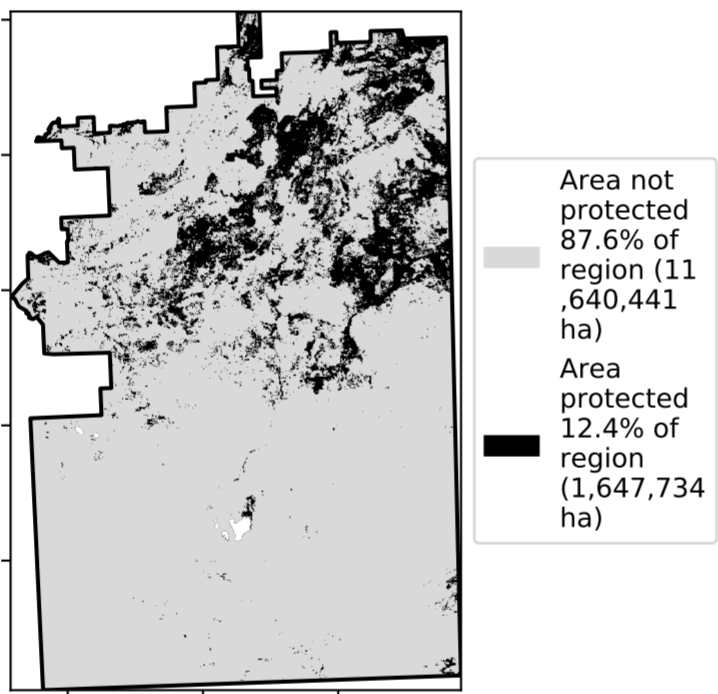 Area not
protected
87.6% of
region (11
,640,441
ha)
Area
protected
12.4% of
region
(1,647,734
ha)